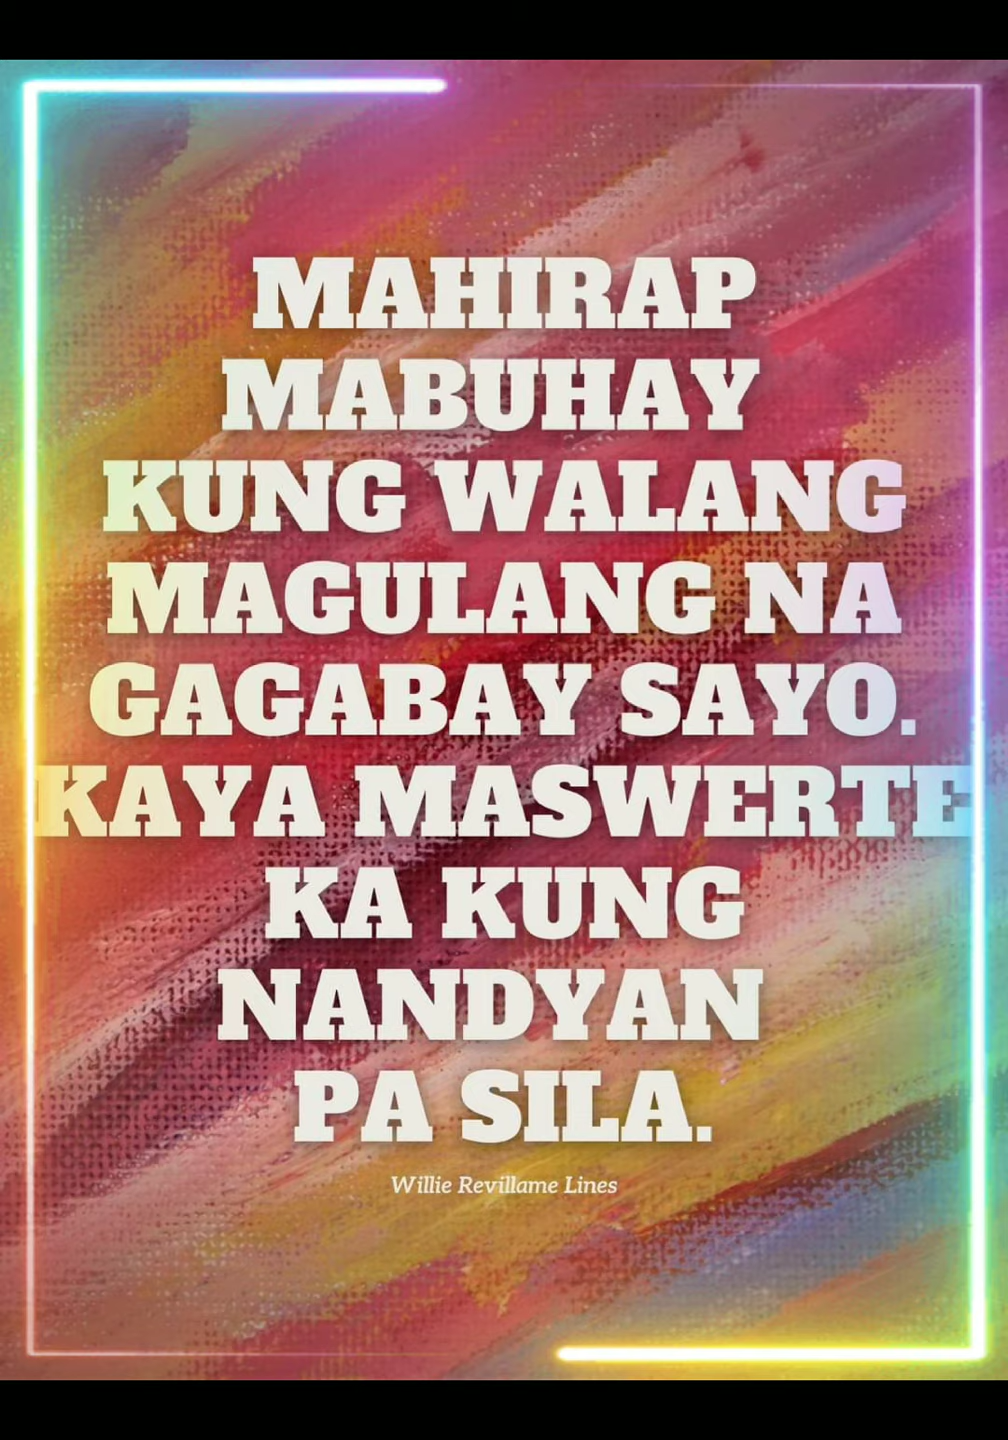 MAHIRAP
MABUHAY
KUNG WALANG
MAGULANG NA
GAGABAY SAYO.
KAYA MASWERTE
KA KUNG
NANDYAN
PA SILA.
Willie Revillame Lines